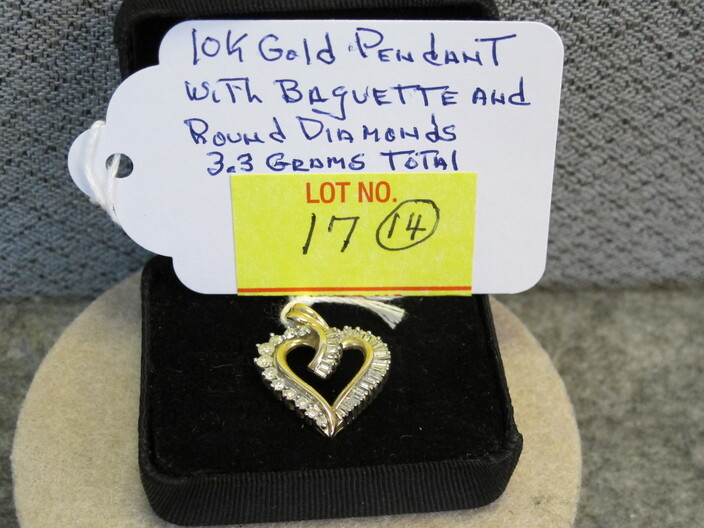 10K Gold PendanT
WiTh BAguETTE ANd
Round DIAMONdS
3.3 GRAMS TOTAL
LOT NO.
17 14